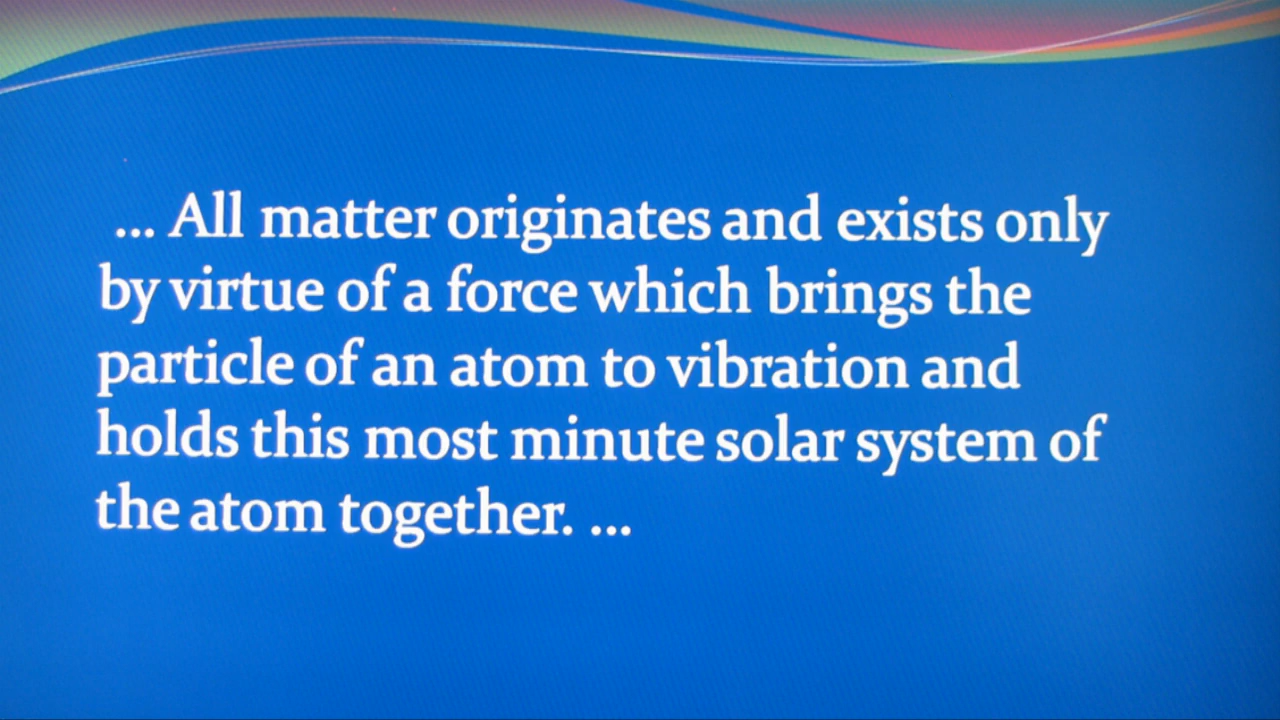 ... All matter originates and exists only
by virtue of a force which brings the
particle of an atom to vibration and
holds this most minute solar system of
the atom together. ...